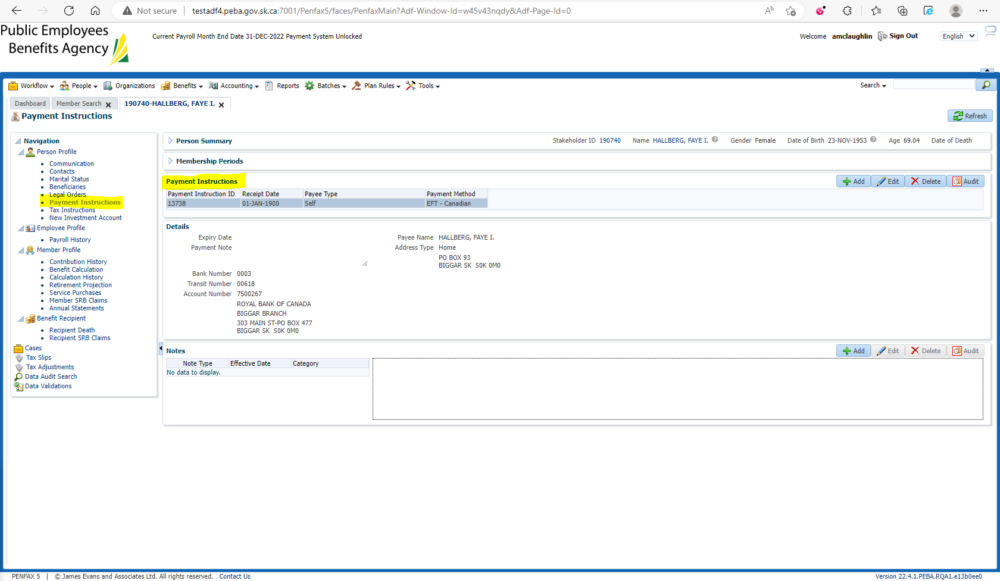 Not secure | testadf4.peba.gov.sk.ca:7001/Penfax5/faces/PenfaxMain?Adf-Window-Id=w45v43nqdy&Adf-Page-Id=0
Public Employees
Benefits Agency
Current Payroll Month End Date 31-DEC-2022 Payment System Unlocked
Welcome amclaughlin Sign Out English
Workflow People Organizations Benefits Accounting Reports Batches Plan Rules Tools Search
Dashboard Member Search 190740-HALLBERG, FAYE I.
Payment Instructions Refresh
Navigation
Person Profile
Communication
Contacts
Marital Status
Beneficiaries
Legal Orders
Payment Instructions
Tax Instructions
New Investment Account
Employee Profile
Payroll History
Member Profile
Contribution History
Benefit Calculation
Calculation History
Retirement Projection
Service Purchases
Member SRB Claims
Annual Statements
Benefit Recipient
Recipient Death
Recipient SRB Claims
Cases
Tax Slips
Tax Adjustments
Data Audit Search
Data Validations
Person Summary Stakeholder ID 190740 Name HALLBERG, FAYE I. Gender Female Date of Birth 23-NOV-1953 Age 69.04 Date of Death
Membership Periods
Payment Instructions Add Edit Delete Audit
Payment Instruction ID Receipt Date Payee Type Payment Method
13738 01-JAN-1900 Self EFT - Canadian
Details
Expiry Date Payee Name HALLBERG, FAYE I.
Payment Note Address Type Home
PO BOX 93
BIGGAR SK S0K 0M0
Bank Number 0003
Transit Number 00618
Account Number 7500267
ROYAL BANK OF CANADA
BIGGAR BRANCH
303 MAIN ST-PO BOX 477
BIGGAR SK S0K 0M0
Notes Add Edit Delete Audit
Note Type Effective Date Category
No data to display.
PENFAX 5 | © James Evans and Associates Ltd. All rights reserved. Contact Us Version 22.4.1.PEBA.RQA1.e13b0ee0